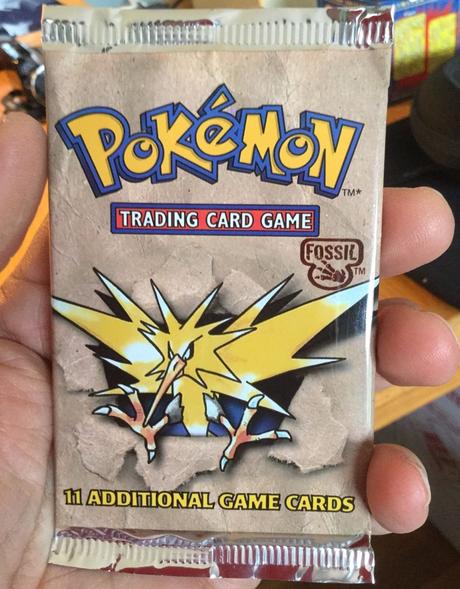 POKéMON
TM*
TRADING CARD GAME
FOSSIL
TM
11 ADDITIONAL GAME CARDS